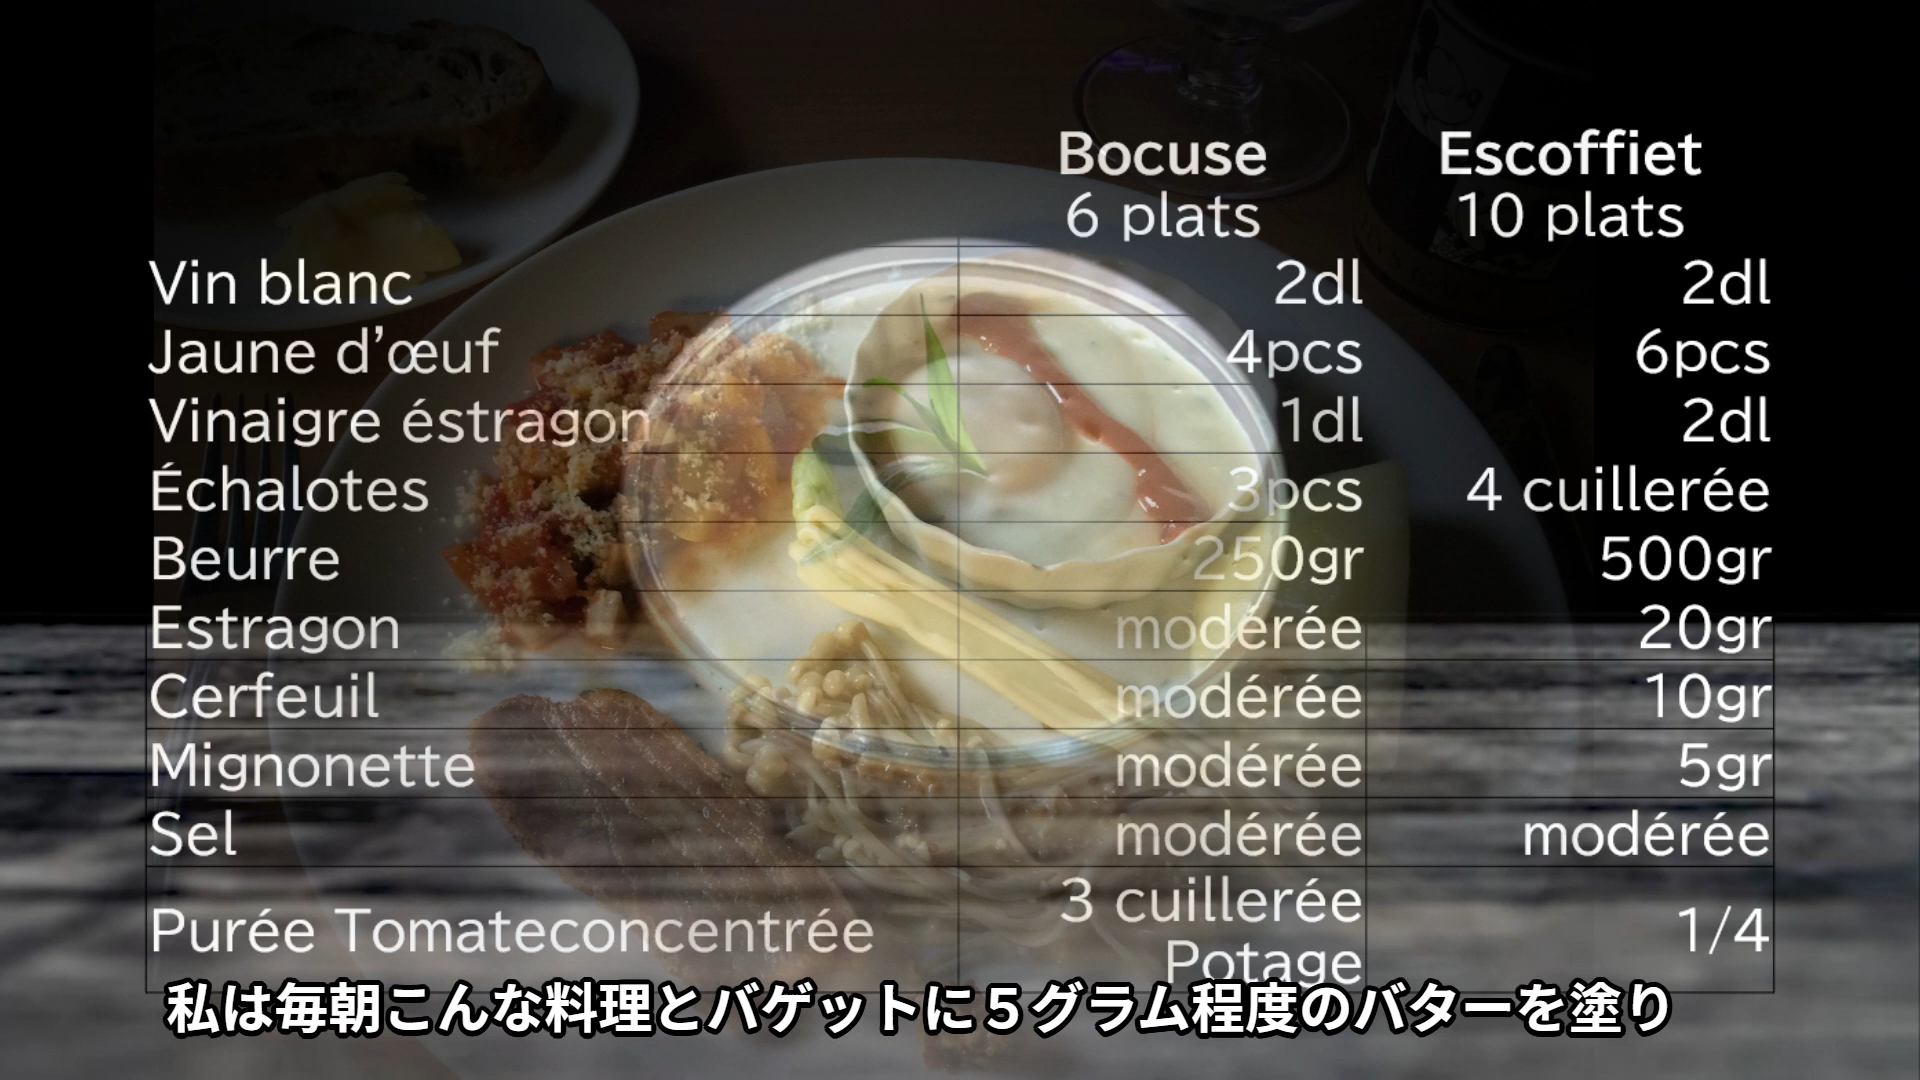 Bocuse Escoffiet
6 plats 10 plats
Vin blanc 2dl 2dl
Jaune d’œuf 4pcs 6pcs
Vinaigre éstragon 1dl 2dl
Échalotes 3pcs 4 cuillerée
Beurre 250gr 500gr
Estragon modérée 20gr
Cerfeuil modérée 10gr
Mignonette modérée 5gr
Sel modérée modérée
Purée Tomateconcentrée 3 cuillerée Potage 1/4
私は毎朝こんな料理とバゲットに５グラム程度のバターを塗り